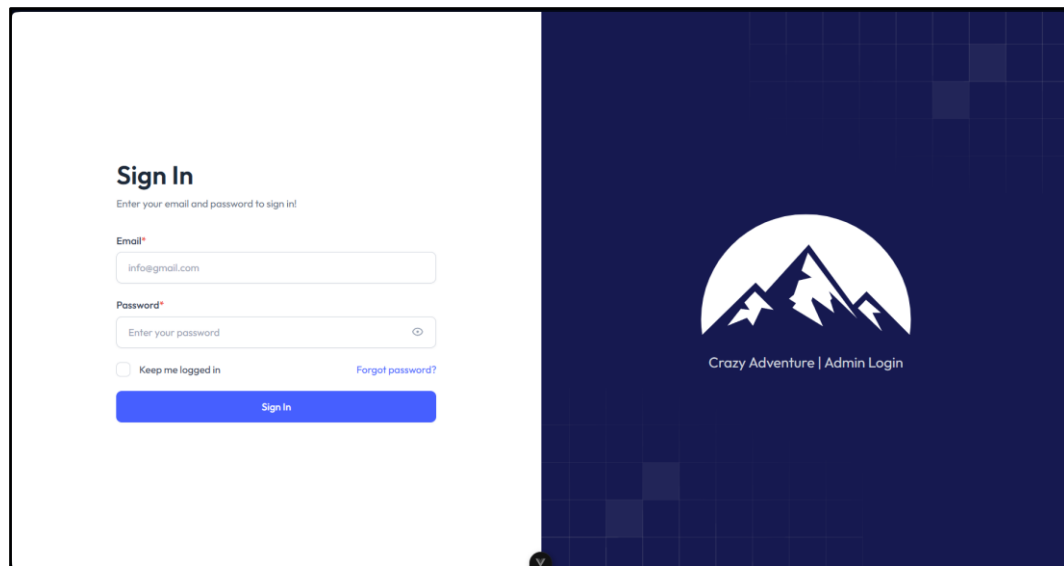 Sign In
Enter your email and password to sign in!
Email*
info@gmail.com
Password*
Enter your password
Keep me logged in
Forgot password?
Sign In
Crazy Adventure | Admin Login